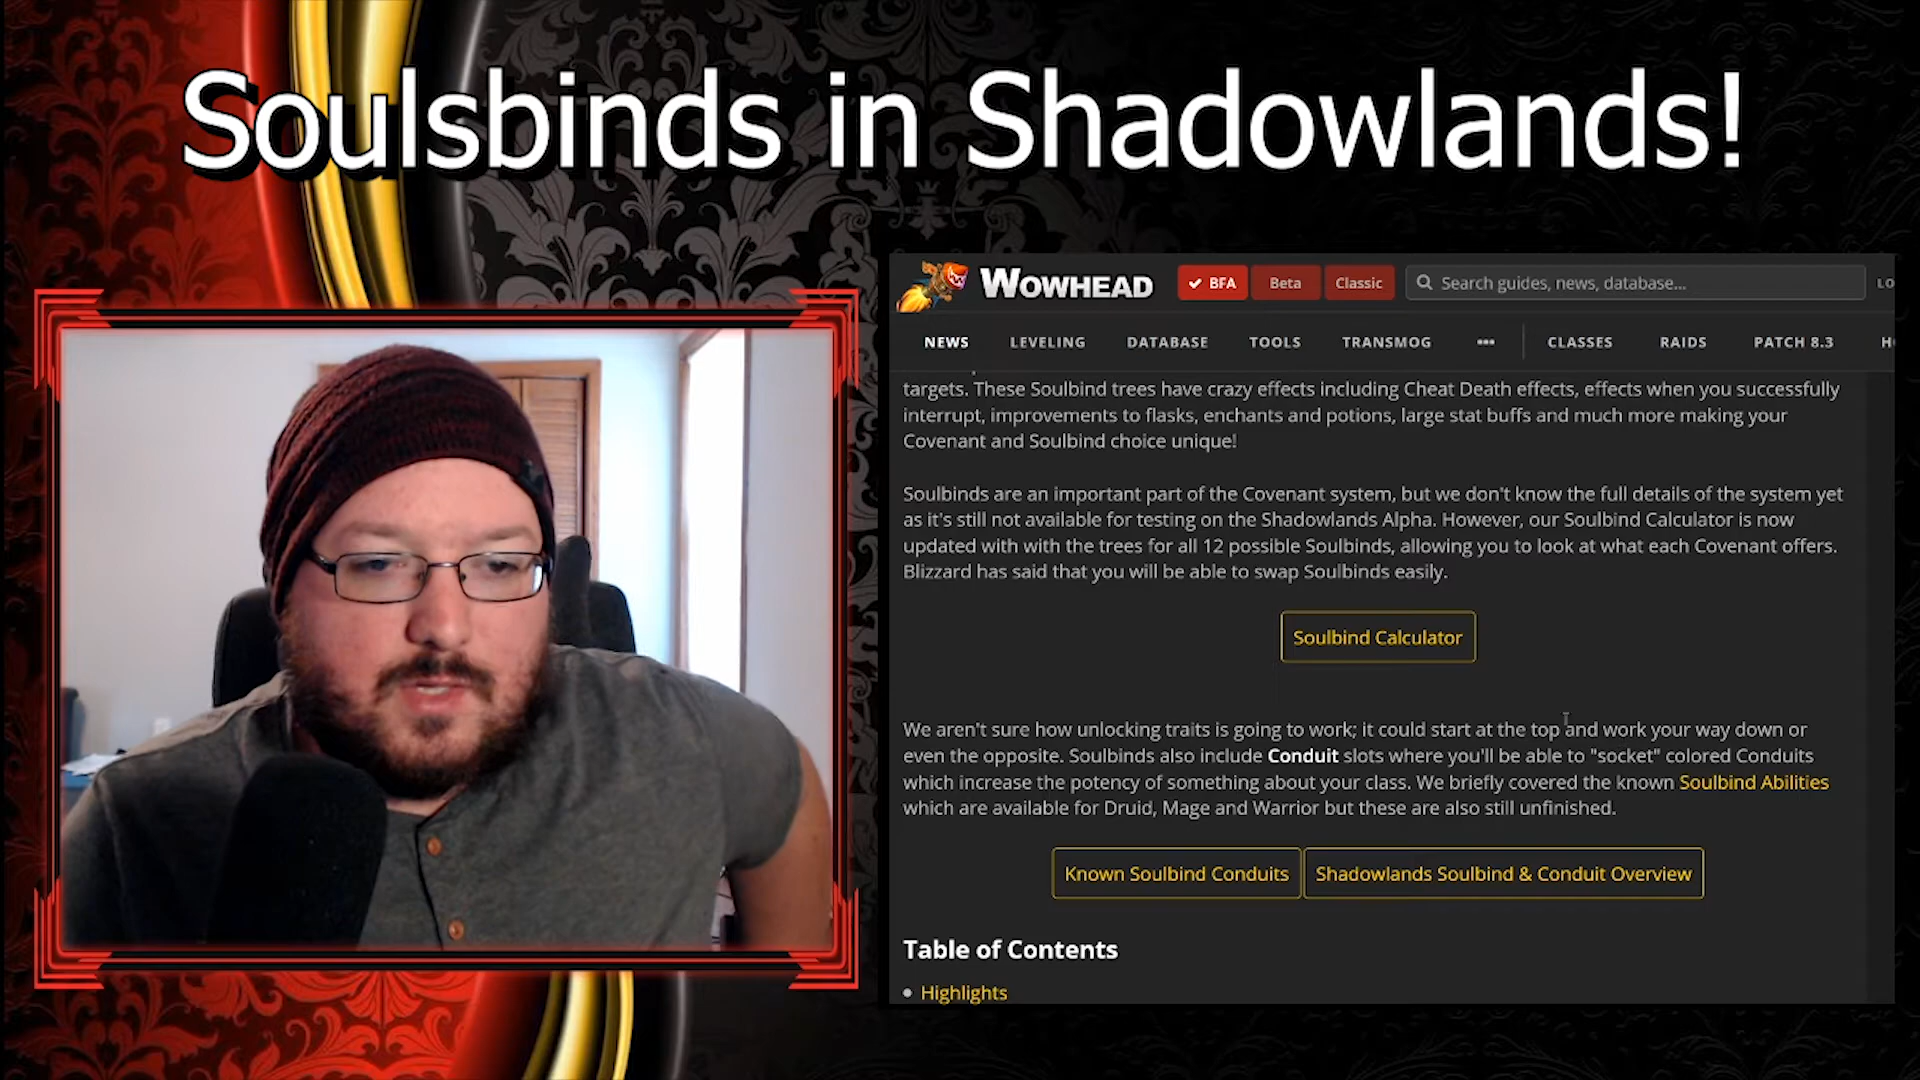 Soulsbinds in Shadowlands!
WOWHEAD
BFA
Beta
Classic
Search guides, news, database...
LO
NEWS
LEVELING
DATABASE
TOOLS
TRANSMOG
•••
CLASSES
RAIDS
PATCH 8.3
H
targets. These Soulbind trees have crazy effects including Cheat Death effects, effects when you successfully
interrupt, improvements to flasks, enchants and potions, large stat buffs and much more making your
Covenant and Soulbind choice unique!
Soulbinds are an important part of the Covenant system, but we don't know the full details of the system yet
as it's still not available for testing on the Shadowlands Alpha. However, our Soulbind Calculator is now
updated with with the trees for all 12 possible Soulbinds, allowing you to look at what each Covenant offers.
Blizzard has said that you will be able to swap Soulbinds easily.
Soulbind Calculator
We aren't sure how unlocking traits is going to work; it could start at the top and work your way down or
even the opposite. Soulbinds also include Conduit slots where you'll be able to "socket" colored Conduits
which increase the potency of something about your class. We briefly covered the known Soulbind Abilities
which are available for Druid, Mage and Warrior but these are also still unfinished.
Known Soulbind Conduits
Shadowlands Soulbind & Conduit Overview
Table of Contents
• Highlights